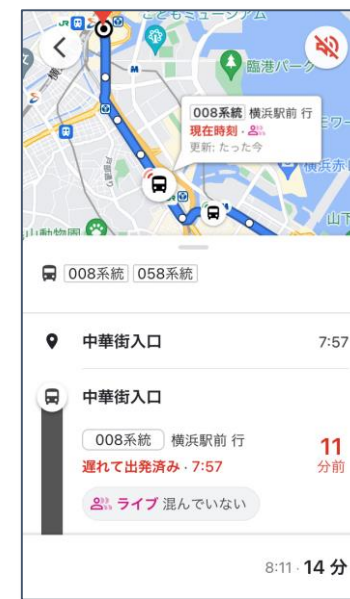 こどもミュージアム
臨港パーク
M
008系統 横浜駅前 行
現在時刻・
更新: たった今
横浜赤レ
山下
008系統 058系統
中華街入口 7:57
中華街入口
008系統 横浜駅前 行
11
分前
遅れて出発済み · 7:57
ライブ 混んでいない
8:11 · 14 分